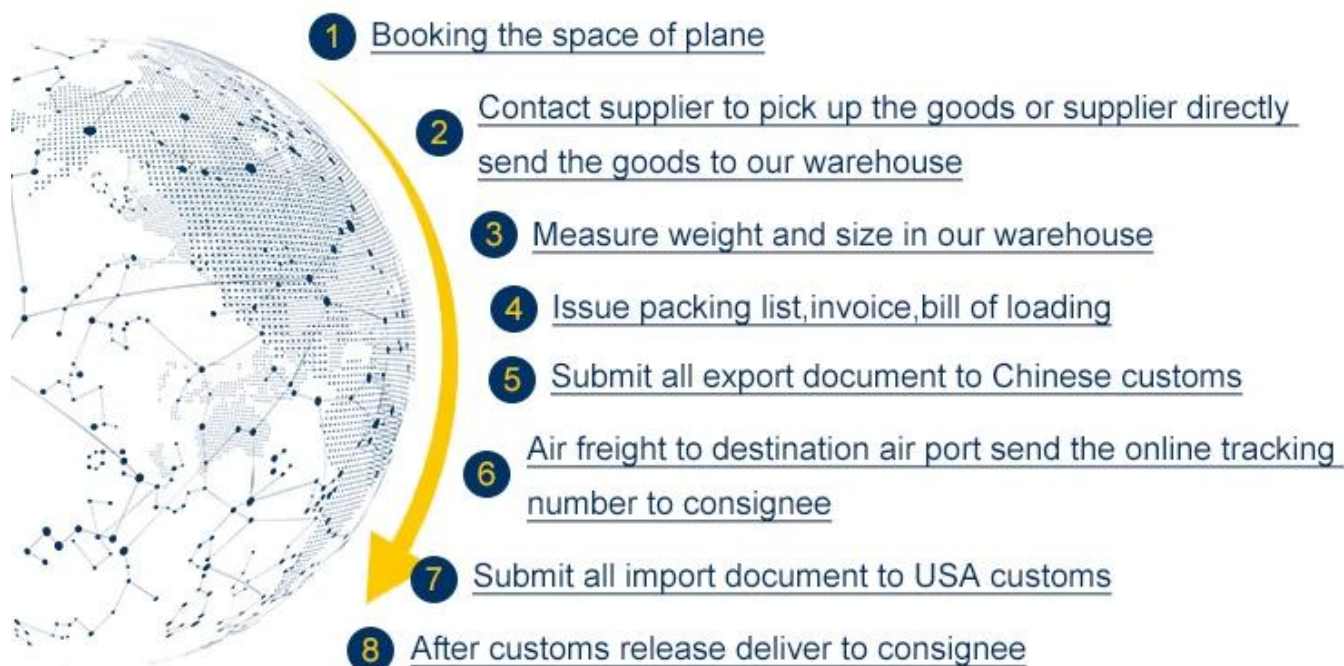 1 Booking the space of plane
2 Contact supplier to pick up the goods or supplier directly
send the goods to our warehouse
3 Measure weight and size in our warehouse
4 Issue packing list,invoice,bill of loading
5 Submit all export document to Chinese customs
6 Air freight to destination air port send the online tracking
number to consignee
7 Submit all import document to USA customs
8 After customs release deliver to consignee